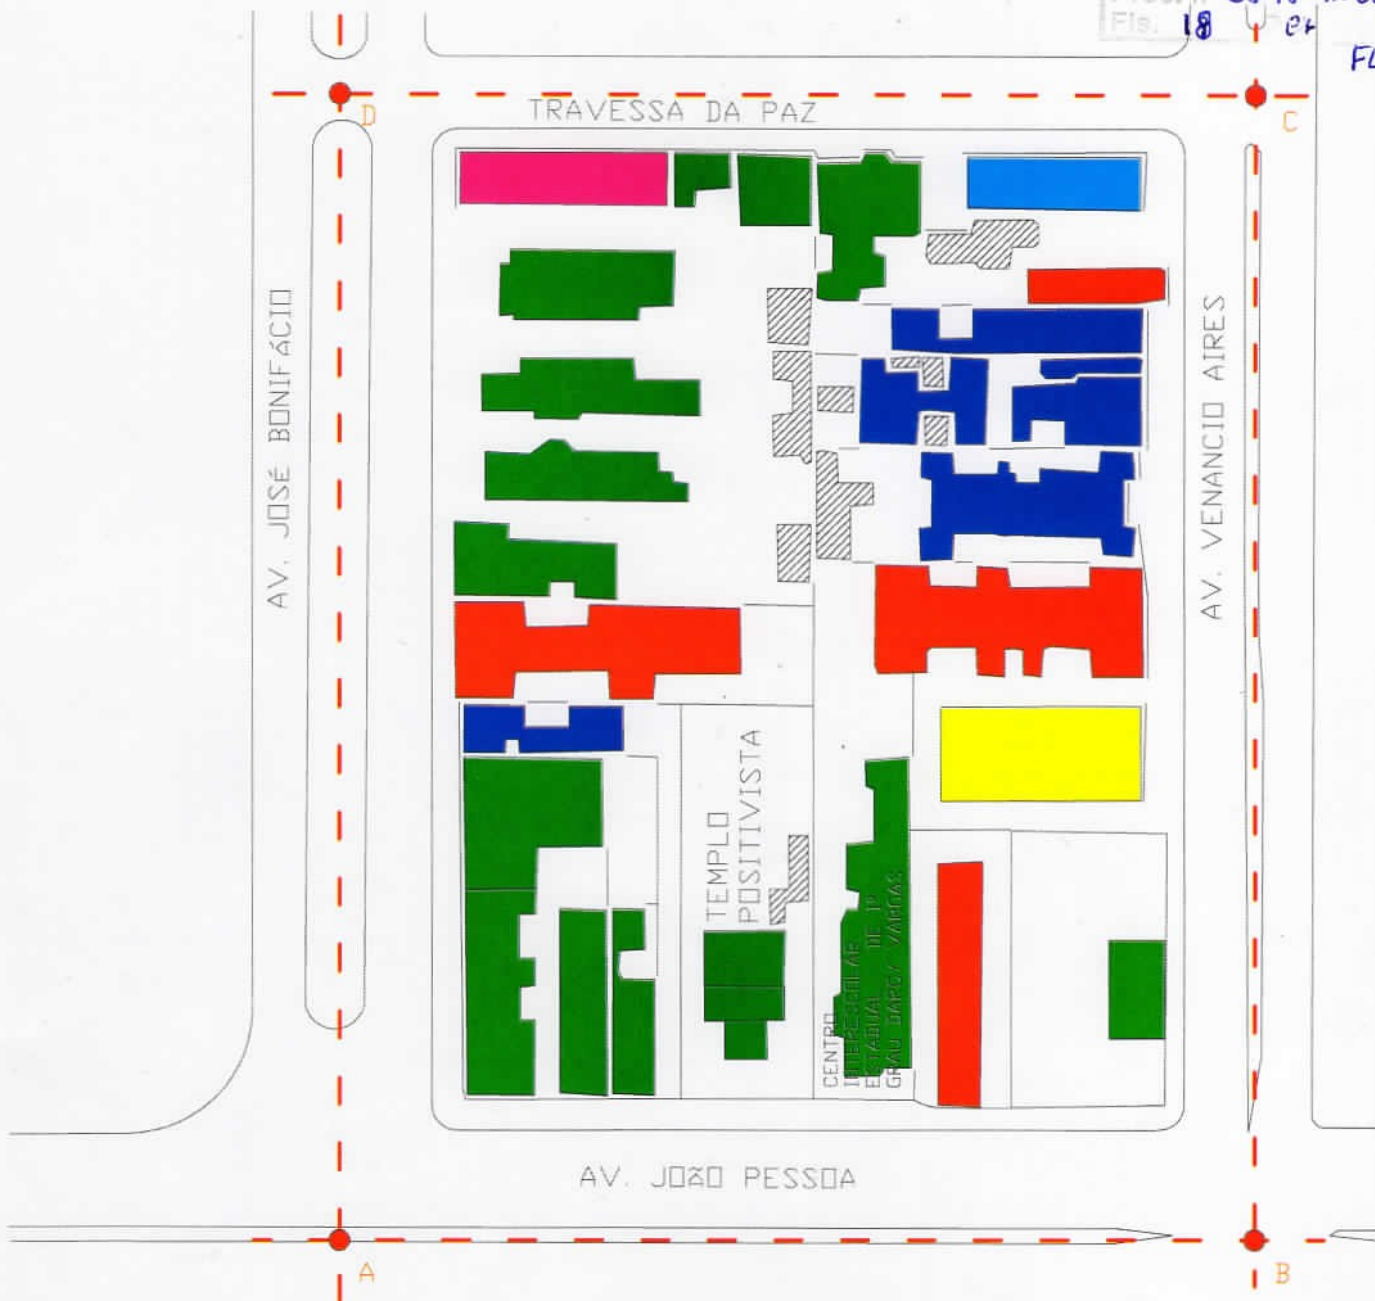 Fls. 18
D
TRAVESSA DA PAZ
C
AV. JOSÉ BONIFÁCIO
AV. VENANCIO AIRES
TEMPLO
POSITIVISTA
CENTRO
INTERESCOLAR
ESTADUAL DE 1º
GRAU DARCY VARGAS
AV. JOÃO PESSOA
A
B